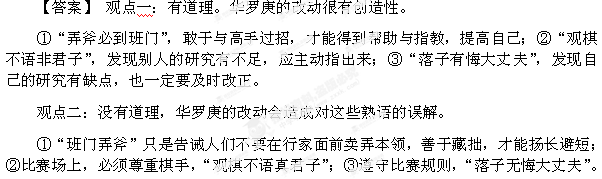 【答案】 观点一：有道理。华罗庚的改动很有创造性。
①“弄斧必到班门”，敢于与高手过招，才能得到帮助与指教，提高自己；②“观棋
不语非君子”，发现别人的研究有不足，应主动指出来；③“落子有悔大丈夫”，发现自
己的研究有缺点，也一定要及时改正。
观点二：没有道理，华罗庚的改动会造成对这些熟语的误解。
①“班门弄斧”只是告诫人们不要在行家面前卖弄本领，善于藏拙，才能扬长避短；
②比赛场上，必须尊重棋手，“观棋不语真君子”；③遵守比赛规则，“落子无悔大丈夫”。